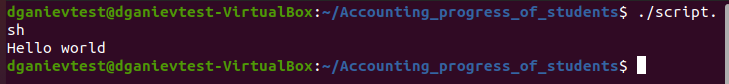 dganievtest@dganievtest-VirtualBox:~/Accounting_progress_of_students$ ./script.
sh
Hello world
dganievtest@dganievtest-VirtualBox:~/Accounting_progress_of_students$